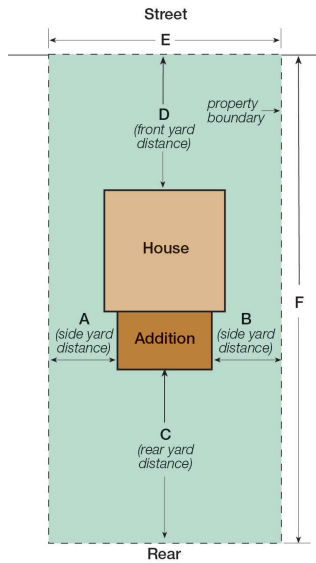 Street
E
D
(front yard
distance)
property
boundary
House
F
A
(side yard
distance)
Addition
B
(side yard
distance)
C
(rear yard
distance)
Rear